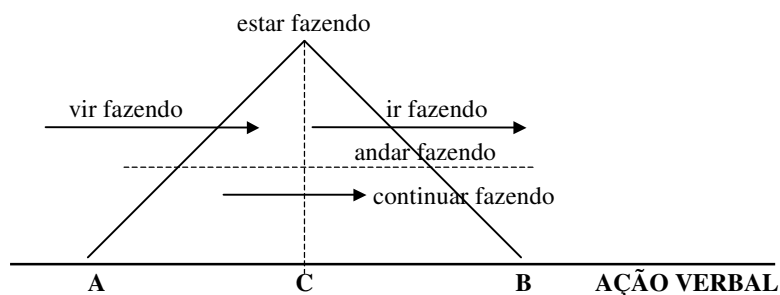 estar fazendo
vir fazendo
ir fazendo
andar fazendo
continuar fazendo
A C B AÇÃO VERBAL